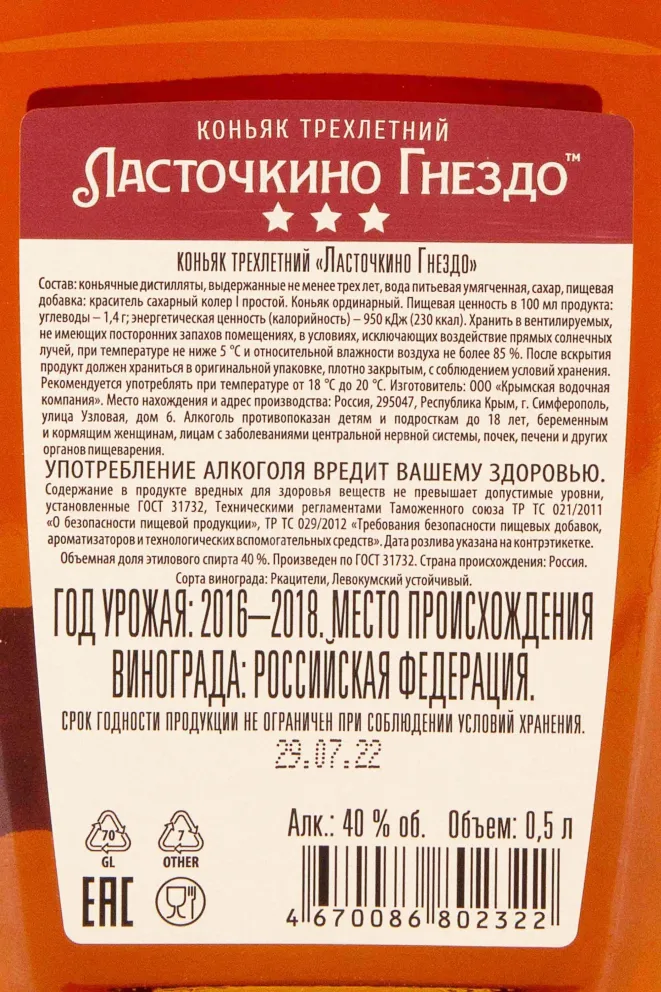 КОНЬЯК ТРЕХЛЕТНИЙ
ЛАСТОЧКИНО ГНЕЗДО™
КОНЬЯК ТРЕХЛЕТНИЙ «ЛАСТОЧКИНО ГНЕЗДО»
Состав: коньячные дистилляты, выдержанные не менее трех лет, вода питьевая умягченная, сахар, пищевая
добавка: краситель сахарный колер I простой. Коньяк ординарный. Пищевая ценность в 100 мл продукта:
углеводы – 1,4 г; энергетическая ценность (калорийность) – 950 кДж (230 ккал). Хранить в вентилируемых,
не имеющих посторонних запахов помещениях, в условиях, исключающих воздействие прямых солнечных
лучей, при температуре не ниже 5 °С и относительной влажности воздуха не более 85 %. После вскрытия
продукт должен храниться в оригинальной упаковке, плотно закрытым, с соблюдением условий хранения.
Рекомендуется употреблять при температуре от 18 °С до 20 °С. Изготовитель: ООО «Крымская водочная
компания». Место нахождения и адрес производства: Россия, 295047, Республика Крым, г. Симферополь,
улица Узловая, дом 6. Алкоголь противопоказан детям и подросткам до 18 лет, беременным
и кормящим женщинам, лицам с заболеваниями центральной нервной системы, почек, печени и других
органов пищеварения.
УПОТРЕБЛЕНИЕ АЛКОГОЛЯ ВРЕДИТ ВАШЕМУ ЗДОРОВЬЮ.
Содержание в продукте вредных для здоровья веществ не превышает допустимые уровни,
установленные ГОСТ 31732, Техническими регламентами Таможенного союза ТР ТС 021/2011
«О безопасности пищевой продукции», ТР ТС 029/2012 «Требования безопасности пищевых добавок,
ароматизаторов и технологических вспомогательных средств». Дата розлива указана на контрэтикетке.
Объемная доля этилового спирта 40 %. Произведен по ГОСТ 31732. Страна происхождения: Россия.
Сорта винограда: Ркацители, Левокумский устойчивый.
ГОД УРОЖАЯ: 2016–2018. МЕСТО ПРОИСХОЖДЕНИЯ
ВИНОГРАДА: РОССИЙСКАЯ ФЕДЕРАЦИЯ.
СРОК ГОДНОСТИ ПРОДУКЦИИ НЕ ОГРАНИЧЕН ПРИ СОБЛЮДЕНИИ УСЛОВИЙ ХРАНЕНИЯ.
29.07.22
Алк.: 40 % об. Объем: 0,5 л
70 7
GL OTHER
EAC
4 670086 802322